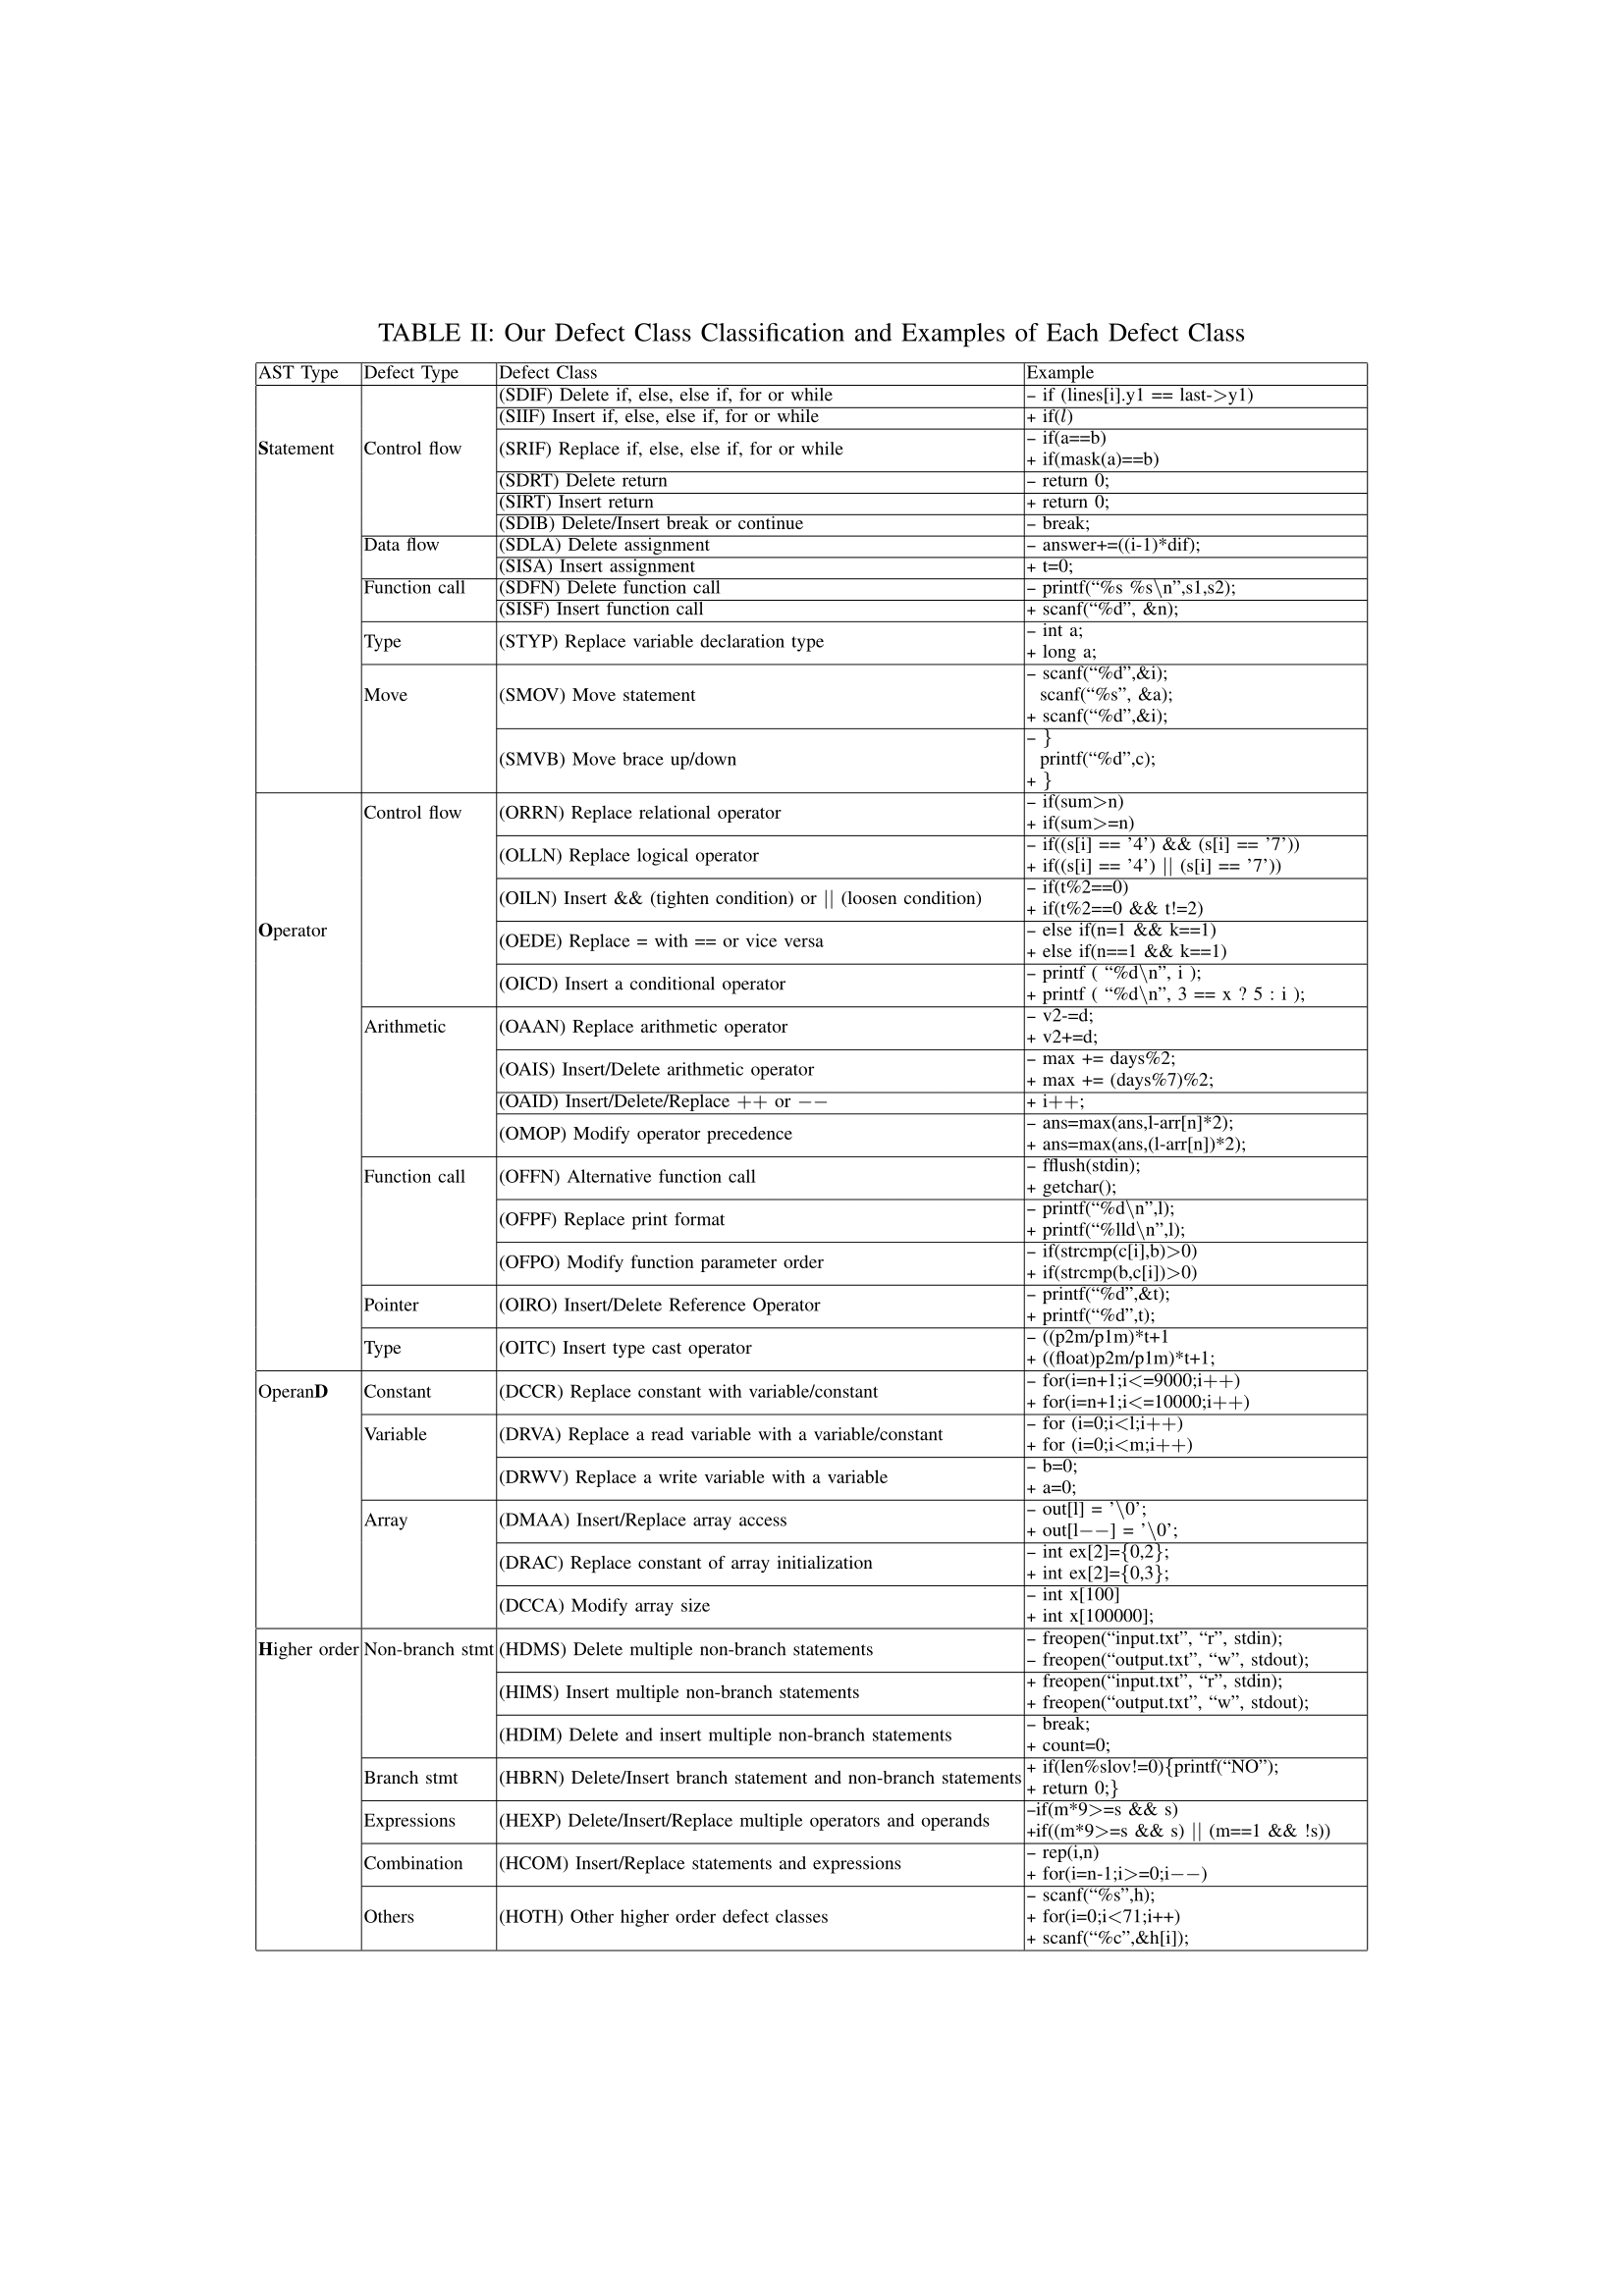 TABLE II: Our Defect Class Classification and Examples of Each Defect Class
AST Type Defect Type Defect Class Example
(SDIF) Delete if, else, else if, for or while – if (lines[i].y1 == last->y1)
(SIIF) Insert if, else, else if, for or while + if(l)
Statement Control flow (SRIF) Replace if, else, else if, for or while – if(a==b)
+ if(mask(a)==b)
(SDRT) Delete return – return 0;
(SIRT) Insert return + return 0;
(SDIB) Delete/Insert break or continue – break;
Data flow (SDLA) Delete assignment – answer+=((i-1)*dif);
(SISA) Insert assignment + t=0;
Function call (SDFN) Delete function call – printf(“%s %s\n”,s1,s2);
(SISF) Insert function call + scanf(“%d”, &n);
Type (STYP) Replace variable declaration type – int a;
+ long a;
Move (SMOV) Move statement – scanf(“%d”,&i);
scanf(“%s”, &a);
+ scanf(“%d”,&i);
(SMVB) Move brace up/down – }
printf(“%d”,c);
+ }
Control flow (ORRN) Replace relational operator – if(sum>n)
+ if(sum>=n)
(OLLN) Replace logical operator – if((s[i] == ’4’) && (s[i] == ’7’))
+ if((s[i] == ’4’) || (s[i] == ’7’))
(OILN) Insert && (tighten condition) or || (loosen condition) – if(t%2==0)
+ if(t%2==0 && t!=2)
Operator (OEDE) Replace = with == or vice versa – else if(n=1 && k==1)
+ else if(n==1 && k==1)
(OICD) Insert a conditional operator – printf ( “%d\n”, i );
+ printf ( “%d\n”, 3 == x ? 5 : i );
Arithmetic (OAAN) Replace arithmetic operator – v2-=d;
+ v2+=d;
(OAIS) Insert/Delete arithmetic operator – max += days%2;
+ max += (days%7)%2;
(OAID) Insert/Delete/Replace ++ or −− + i++;
(OMOP) Modify operator precedence – ans=max(ans,l-arr[n]*2);
+ ans=max(ans,(l-arr[n])*2);
Function call (OFFN) Alternative function call – fflush(stdin);
+ getchar();
(OFPF) Replace print format – printf(“%d\n”,l);
+ printf(“%lld\n”,l);
(OFPO) Modify function parameter order – if(strcmp(c[i],b)>0)
+ if(strcmp(b,c[i])>0)
Pointer (OIRO) Insert/Delete Reference Operator – printf(“%d”,&t);
+ printf(“%d”,t);
Type (OITC) Insert type cast operator – ((p2m/p1m)*t+1
+ ((float)p2m/p1m)*t+1;
OperanD Constant (DCCR) Replace constant with variable/constant – for(i=n+1;i<=9000;i++)
+ for(i=n+1;i<=10000;i++)
Variable (DRVA) Replace a read variable with a variable/constant – for (i=0;i<l;i++)
+ for (i=0;i<m;i++)
(DRWV) Replace a write variable with a variable – b=0;
+ a=0;
Array (DMAA) Insert/Replace array access – out[l] = ’\0’;
+ out[l−−] = ’\0’;
(DRAC) Replace constant of array initialization – int ex[2]={0,2};
+ int ex[2]={0,3};
(DCCA) Modify array size – int x[100]
+ int x[100000];
Higher order Non-branch stmt (HDMS) Delete multiple non-branch statements – freopen(“input.txt”, “r”, stdin);
– freopen(“output.txt”, “w”, stdout);
(HIMS) Insert multiple non-branch statements + freopen(“input.txt”, “r”, stdin);
+ freopen(“output.txt”, “w”, stdout);
(HDIM) Delete and insert multiple non-branch statements – break;
+ count=0;
Branch stmt (HBRN) Delete/Insert branch statement and non-branch statements + if(len%slov!=0){printf(“NO”);
+ return 0;}
Expressions (HEXP) Delete/Insert/Replace multiple operators and operands –if(m*9>=s && s)
+if((m*9>=s && s) || (m==1 && !s))
Combination (HCOM) Insert/Replace statements and expressions – rep(i,n)
+ for(i=n-1;i>=0;i−−)
Others (HOTH) Other higher order defect classes – scanf(“%s”,h);
+ for(i=0;i<71;i++)
+ scanf(“%c”,&h[i]);